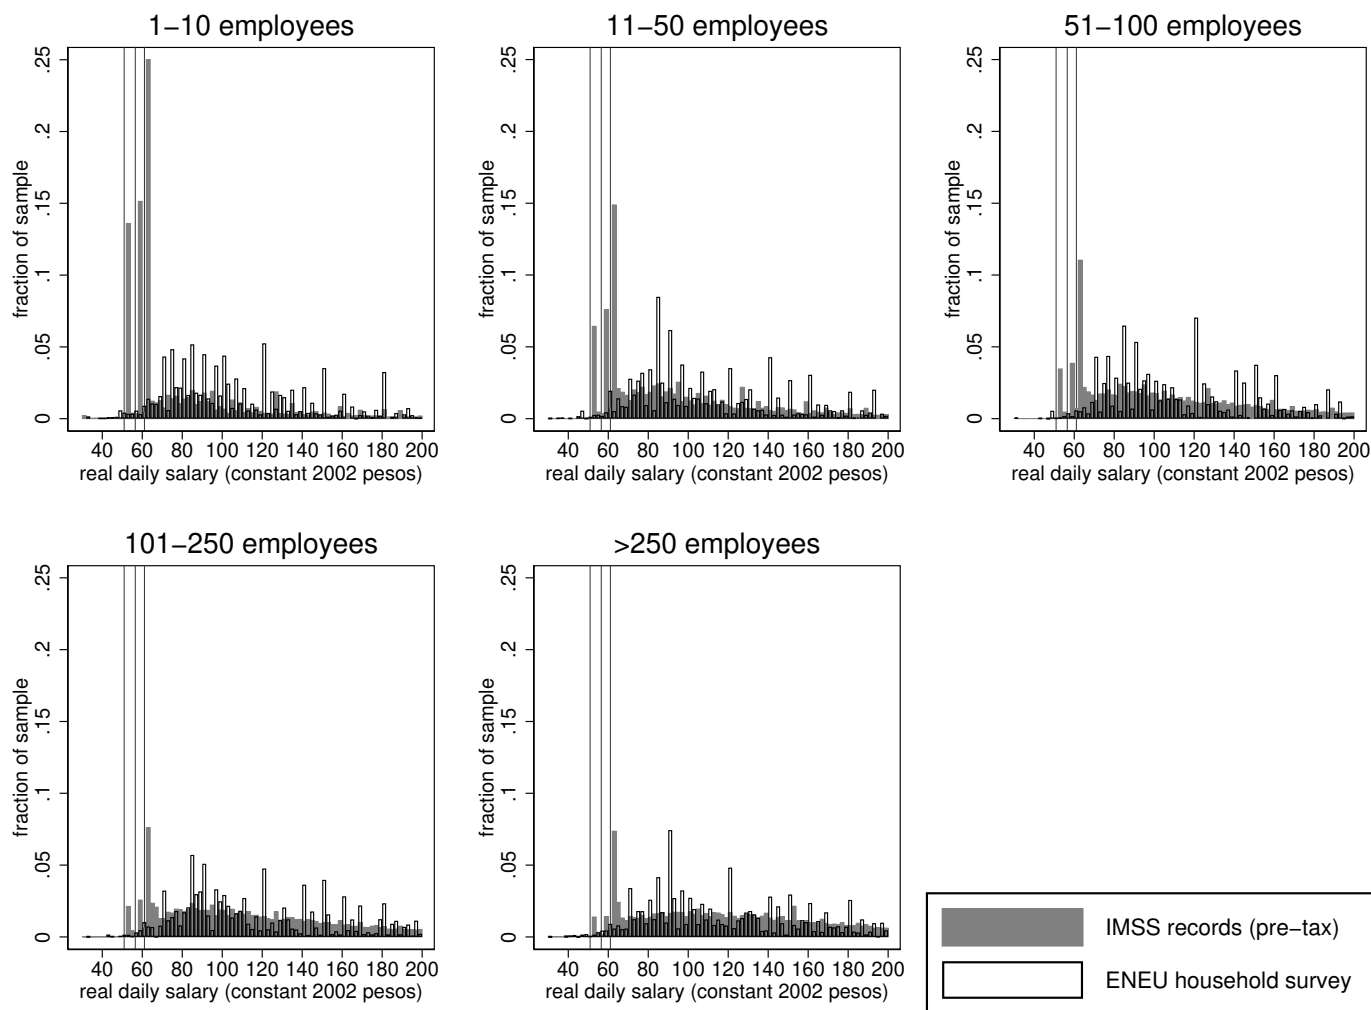 1−10 employees
11−50 employees
51−100 employees
fraction of sample
0 .05 .1 .15 .2 .25
40 60 80 100 120 140 160 180 200
real daily salary (constant 2002 pesos)
fraction of sample
0 .05 .1 .15 .2 .25
40 60 80 100 120 140 160 180 200
real daily salary (constant 2002 pesos)
fraction of sample
0 .05 .1 .15 .2 .25
40 60 80 100 120 140 160 180 200
real daily salary (constant 2002 pesos)
101−250 employees
>250 employees
fraction of sample
0 .05 .1 .15 .2 .25
40 60 80 100 120 140 160 180 200
real daily salary (constant 2002 pesos)
fraction of sample
0 .05 .1 .15 .2 .25
40 60 80 100 120 140 160 180 200
real daily salary (constant 2002 pesos)
IMSS records (pre−tax)
ENEU household survey